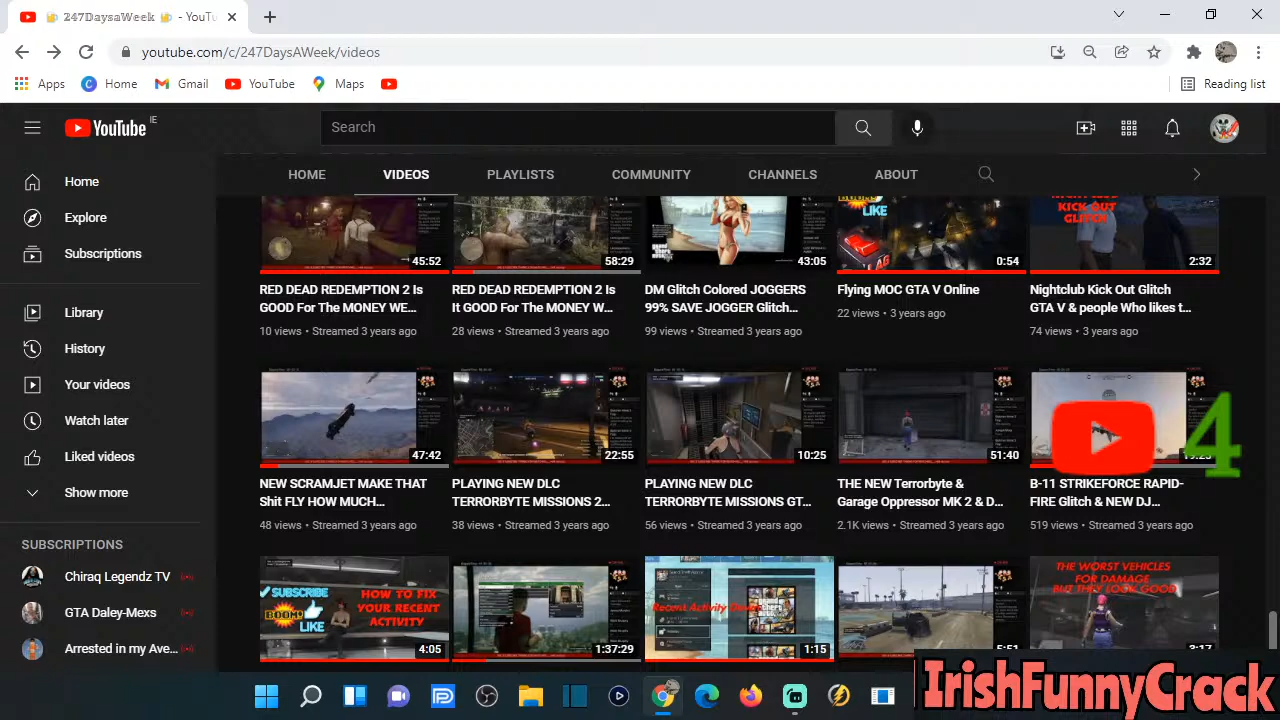 247DaysaWeek - YouTu
youtube.com/c/247DaysAWeek/videos
Apps Home Gmail YouTube Maps Reading list
YouTube IE Search
HOME VIDEOS PLAYLISTS COMMUNITY CHANNELS ABOUT
Home
Explore
Subscriptions
Library
History
Your videos
Watch later
Liked videos
Show more
SUBSCRIPTIONS
Chiraq Legends TV
GTA Daley-Mexs
Arrested in my Ave...
LIKE
KICK OUT
GLITCH
45:52 58:29 43:05 0:54 2:32
RED DEAD REDEMPTION 2 Is
GOOD For The MONEY WE...
10 views • Streamed 3 years ago
RED DEAD REDEMPTION 2 Is
It GOOD For The MONEY W...
28 views • Streamed 3 years ago
DM Glitch Colored JOGGERS
99% SAVE JOGGER Glitch...
99 views • Streamed 3 years ago
Flying MOC GTA V Online
22 views • 3 years ago
Nightclub Kick Out Glitch
GTA V & people Who likes t...
74 views • 3 years ago
47:42 22:55 10:25 51:40
4
NEW SCRAMJET MAKE THAT
Shit FLY HOW MUCH...
48 views • Streamed 3 years ago
PLAYING NEW DLC
TERRORBYTE MISSIONS 2...
38 views • Streamed 3 years ago
PLAYING NEW DLC
TERRORBYTE MISSIONS GT...
56 views • Streamed 3 years ago
THE NEW Terrorbyte &
Garage Oppressor MK 2 & D...
2.1K views • Streamed 3 years ago
B-11 STRIKEFORCE RAPID-
FIRE Glitch & NEW DJ...
519 views • Streamed 3 years ago
SUBSCRIBE
BOOM
LIKE
HOW TO FIX
YOUR RECENT
ACTIVITY
4:05 1:37:29
Recent Activity
1:15
THE WORST VEHICLES
FOR DAMAGE
BUT THEY LOOK GOOD
IrishFunnyCrack